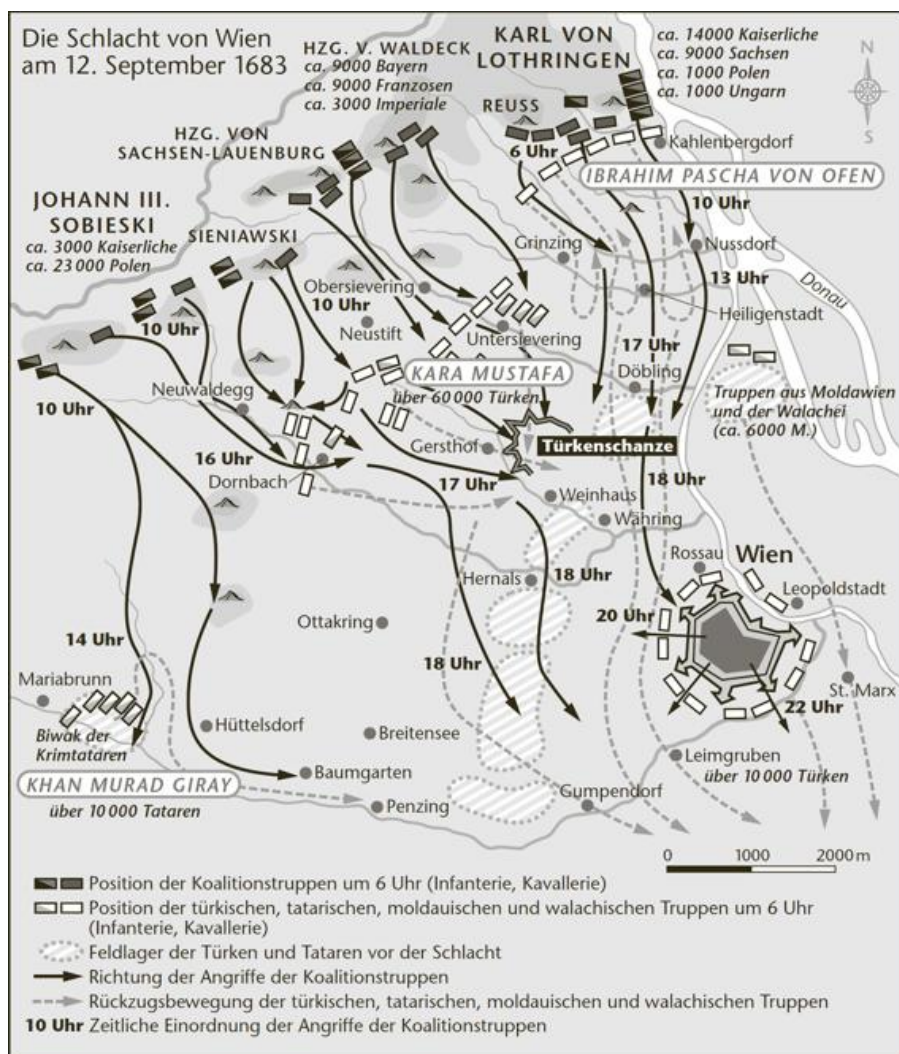 Die Schlacht von Wien
am 12. September 1683
HZG. V. WALDECK
ca. 9000 Bayern
ca. 9000 Franzosen
ca. 3000 Imperiale
KARL VON
LOTHRINGEN
ca. 14000 Kaiserliche
ca. 9000 Sachsen
ca. 1000 Polen
ca. 1000 Ungarn
N
S
REUSS
6 Uhr
Kahlenbergdorf
HZG. VON
SACHSEN-LAUENBURG
IBRAHIM PASCHA VON OFEN
JOHANN III.
SOBIESKI
ca. 3000 Kaiserliche
ca. 23 000 Polen
SIENIAWSKI
10 Uhr
Grinzing
Nussdorf
13 Uhr
Donau
Obersievering
10 Uhr
Neustift
Heiligenstadt
10 Uhr
Untersievering
17 Uhr
KARA MUSTAFA
über 60 000 Türken
Döbling
Neuwaldegg
10 Uhr
Truppen aus Moldawien
und der Walachei
(ca. 6000 M.)
Gersthof
Türkenschanze
16 Uhr
Dornbach
17 Uhr
18 Uhr
Weinhaus
Währing
Rossau
Wien
Leopoldstadt
Hernals
18 Uhr
20 Uhr
Ottakring
14 Uhr
18 Uhr
Mariabrunn
St. Marx
22 Uhr
Biwak der
Krimtataren
Hüttelsdorf
Breitensee
Leimgruben
über 10 000 Türken
KHAN MURAD GIRAY
über 10 000 Tataren
Baumgarten
Penzing
Gumpendorf
0 1000 2000 m
Position der Koalitionstruppen um 6 Uhr (Infanterie, Kavallerie)
Position der türkischen, tatarischen, moldauischen und walachischen Truppen um 6 Uhr
(Infanterie, Kavallerie)
Feldlager der Türken und Tataren vor der Schlacht
Richtung der Angriffe der Koalitionstruppen
Rückzugsbewegung der türkischen, tatarischen, moldauischen und walachischen Truppen
10 Uhr Zeitliche Einordnung der Angriffe der Koalitionstruppen